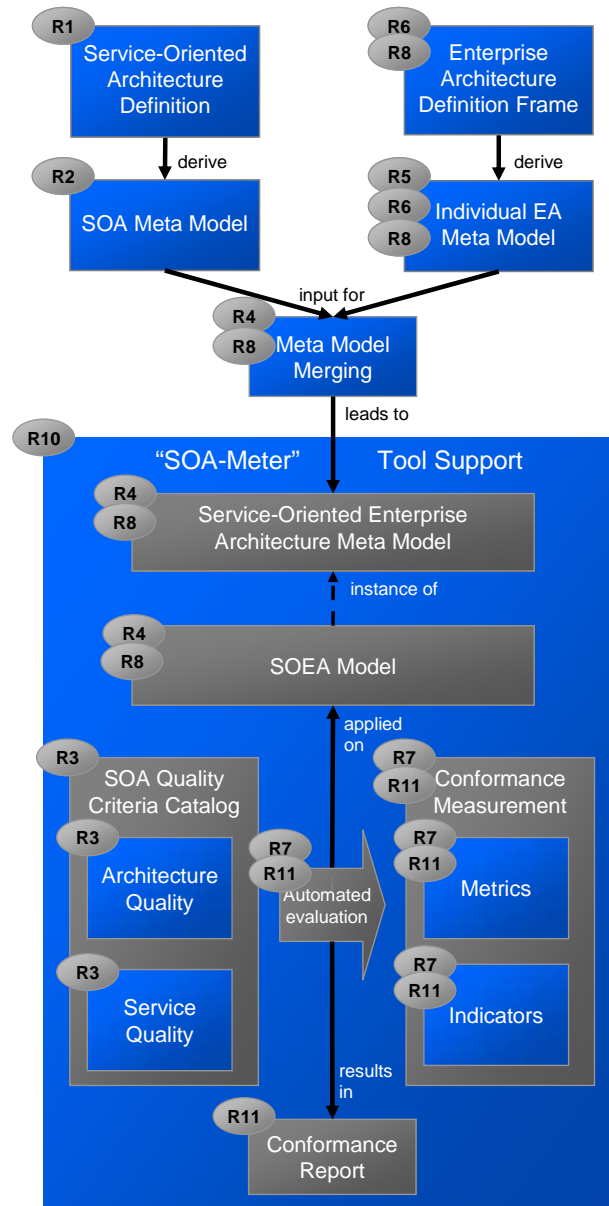 R1
Service-Oriented
Architecture
Definition
R6
R8
Enterprise
Architecture
Definition Frame
derive
derive
R2
SOA Meta Model
R5
R6
R8
Individual EA
Meta Model
input for
R4
R8
Meta Model
Merging
leads to
R10
“SOA-Meter” Tool Support
R4
R8
Service-Oriented Enterprise
Architecture Meta Model
instance of
R4
R8
SOEA Model
applied
on
R3
SOA Quality
Criteria Catalog
R3
Architecture
Quality
R3
Service
Quality
R7
R11
Automated
evaluation
R7
R11
Conformance
Measurement
R7
R11
Metrics
R7
R11
Indicators
results
in
R11
Conformance
Report